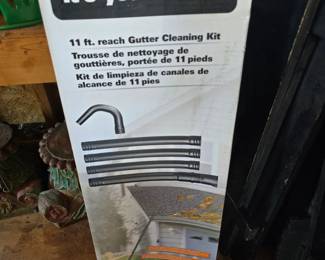 11 ft. reach Gutter Cleaning Kit
Trousse de nettoyage de
gouttières, portée de 11 pieds
Kit de limpieza de canales de
alcance de 11 pies